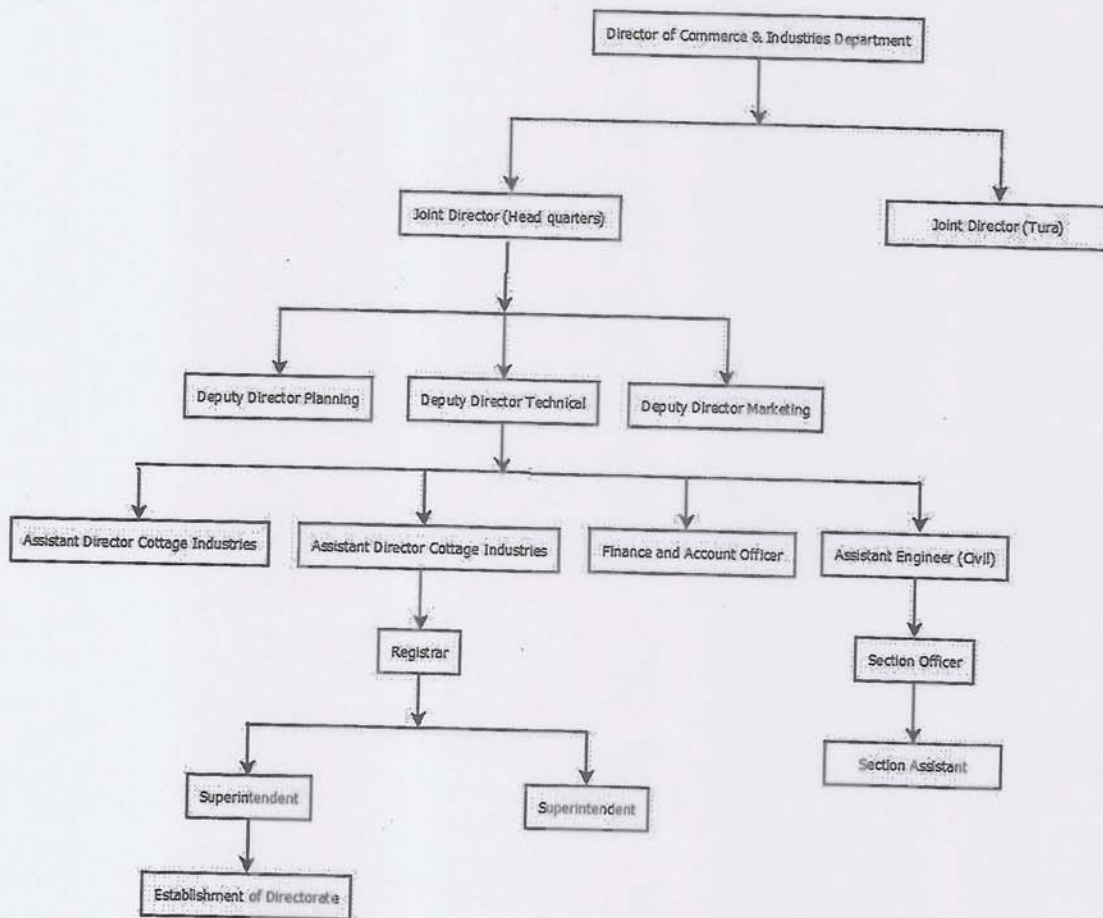 Director of Commerce & Industries Department
Joint Director (Head quarters)
Joint Director (Tura)
Deputy Director Planning
Deputy Director Technical
Deputy Director Marketing
Assistant Director Cottage Industries
Assistant Director Cottage Industries
Finance and Account Officer
Assistant Engineer (Civil)
Registrar
Section Officer
Superintendent
Superintendent
Section Assistant
Establishment of Directorate